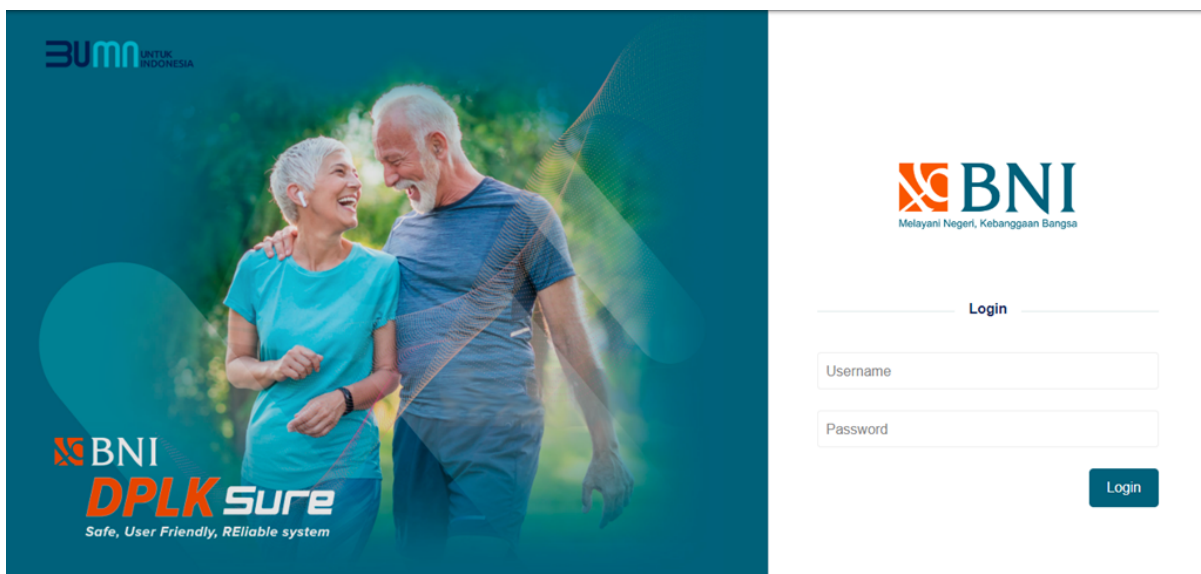 BUMN UNTUK
INDONESIA
BNI
DPLK Sure
Safe, User Friendly, REliable system
BNI
Melayani Negeri, Kebanggaan Bangsa
Login
Username
Password
Login